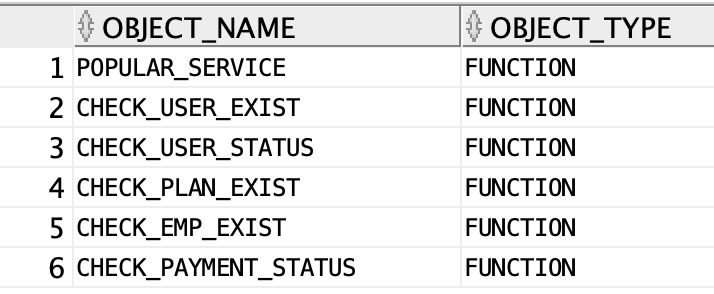 OBJECT_NAME OBJECT_TYPE
1 POPULAR_SERVICE FUNCTION
2 CHECK_USER_EXIST FUNCTION
3 CHECK_USER_STATUS FUNCTION
4 CHECK_PLAN_EXIST FUNCTION
5 CHECK_EMP_EXIST FUNCTION
6 CHECK_PAYMENT_STATUS FUNCTION